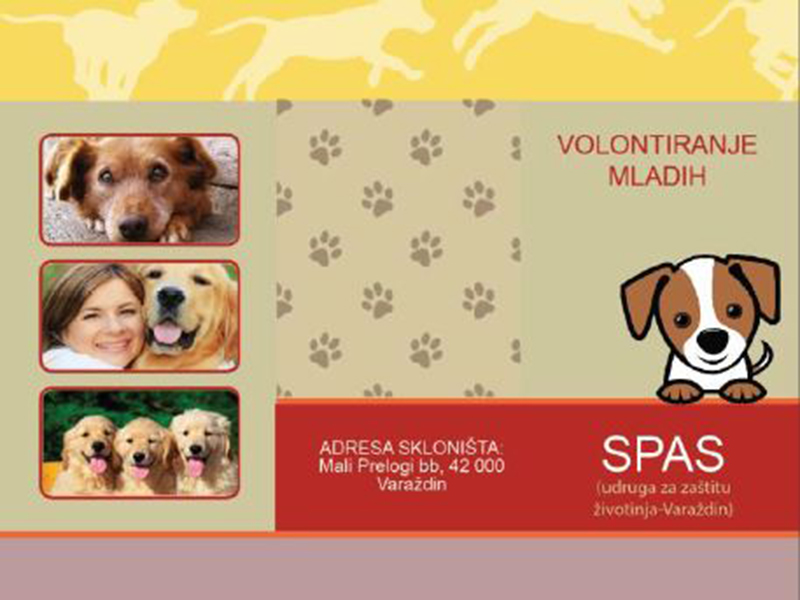 VOLONTIRANJE
MLADIH
ADRESA SKLONIŠTA:
Mali Prelogi bb, 42 000
Varaždin
SPAS
(udruga za zaštitu
životinja-Varaždin)